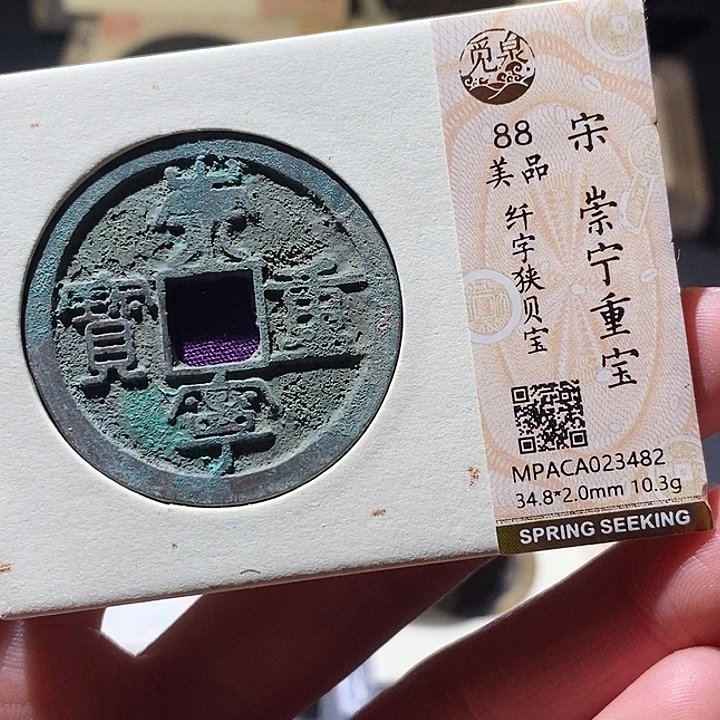 崇
重
寧
寶
觅泉
88
美品
宋 崇宁重宝
纤字狭贝宝
MPACA023482
34.8*2.0mm 10.3g
SPRING SEEKING